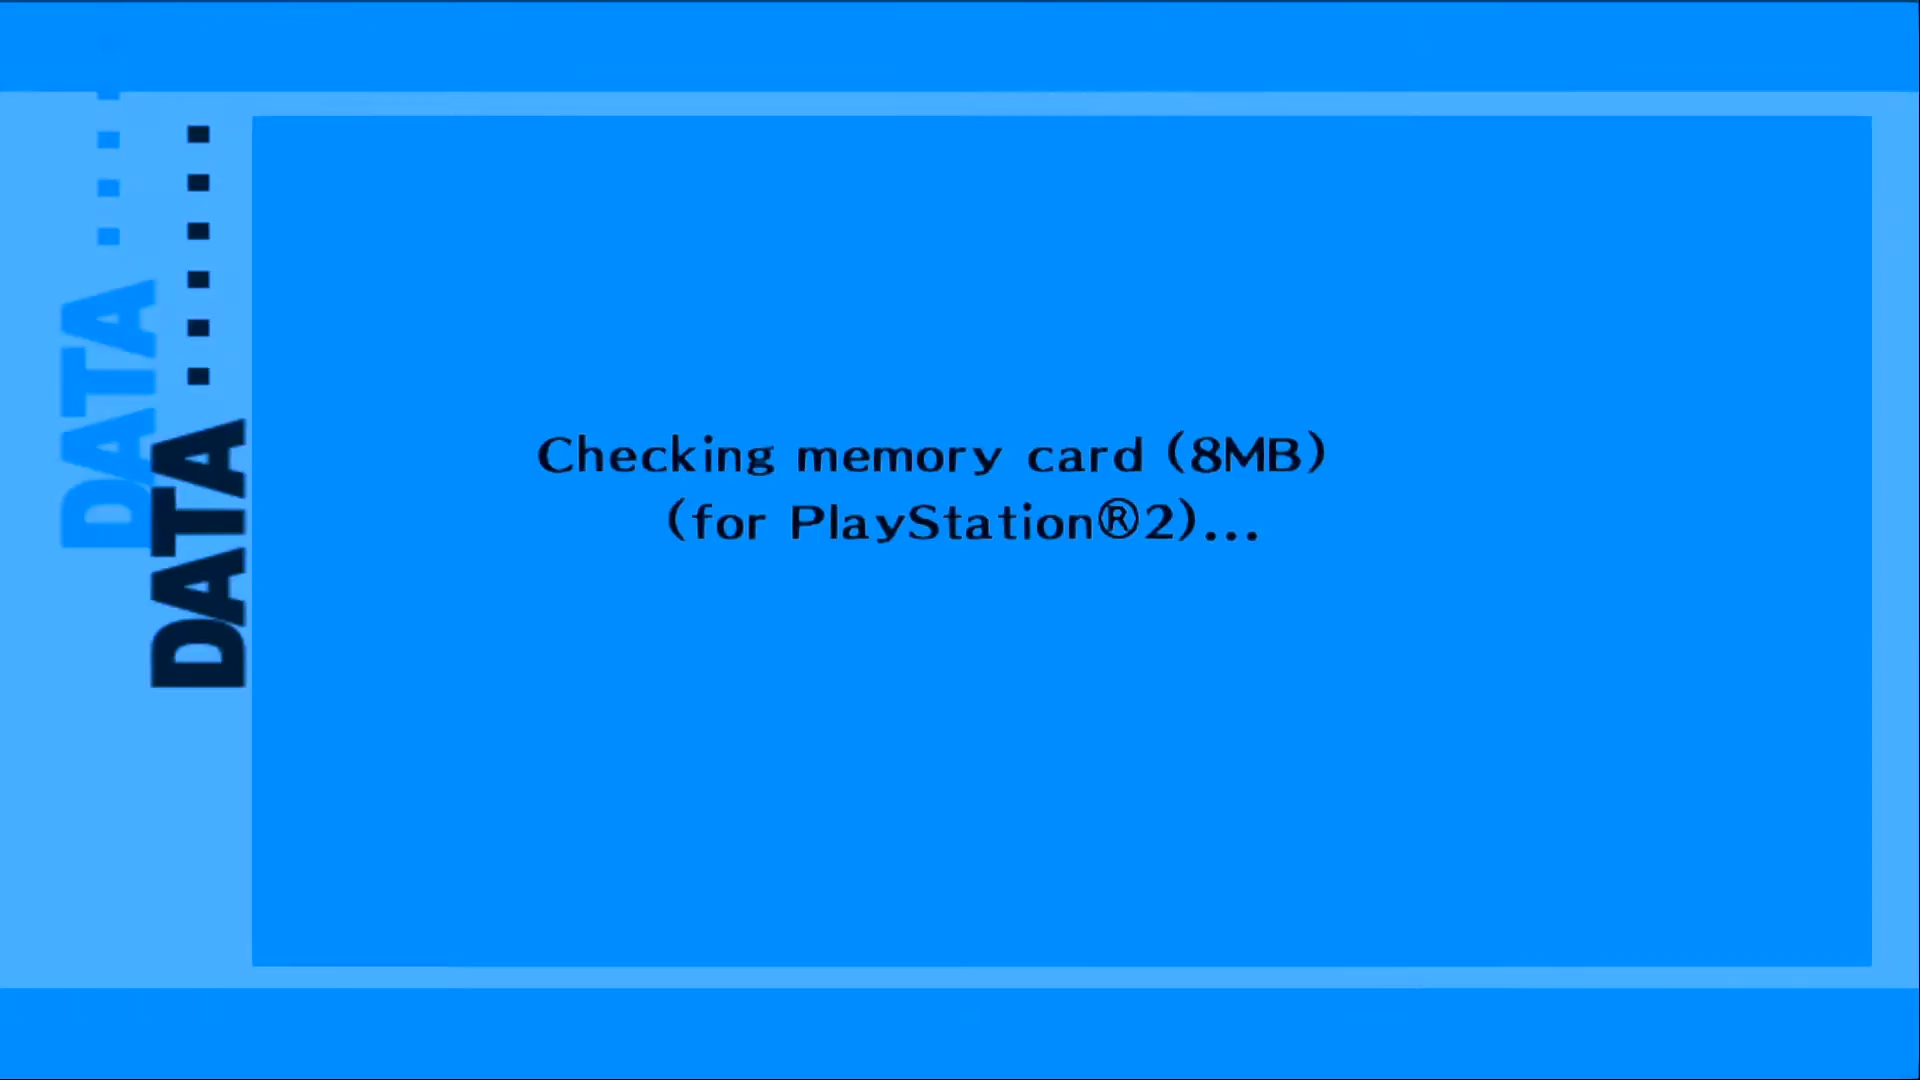 DATA......
DATA....
Checking memory card (8MB)
(for PlayStation®2)...